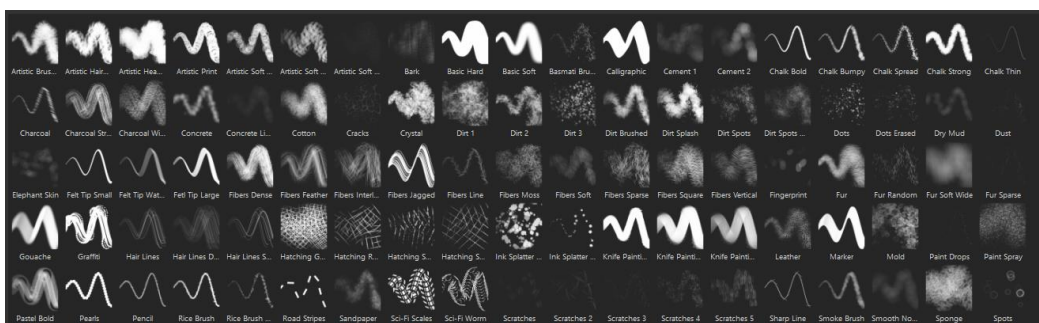 Artistic Brus... Artistic Hair... Artistic Hea... Artistic Print Artistic Soft ... Artistic Soft ... Artistic Soft ... Bark Basic Hard Basic Soft Basmati Bru... Calligraphic Cement 1 Cement 2 Chalk Bold Chalk Bumpy Chalk Spread Chalk Strong Chalk Thin
Charcoal Charcoal Str... Charcoal Wi... Concrete Concrete Li... Cotton Cracks Crystal Dirt 1 Dirt 2 Dirt 3 Dirt Brushed Dirt Splash Dirt Spots Dirt Spots ... Dots Dots Erased Dry Mud Dust
Elephant Skin Felt Tip Small Felt Tip Wat... Fetl Tip Large Fibers Dense Fibers Feather Fibers Interl... Fibers Jagged Fibers Line Fibers Moss Fibers Soft Fibers Sparse Fibers Square Fibers Vertical Fingerprint Fur Fur Random Fur Soft Wide Fur Sparse
Gouache Graffiti Hair Lines Hair Lines D... Hair Lines S... Hatching G... Hatching R... Hatching S... Hatching S... Ink Splatter ... Ink Splatter ... Knife Painti... Knife Painti... Knife Painti... Leather Marker Mold Paint Drops Paint Spray
Pastel Bold Pearls Pencil Rice Brush Rice Brush ... Road Stripes Sandpaper Sci-Fi Scales Sci-Fi Worm Scratches Scratches 2 Scratches 3 Scratches 4 Scratches 5 Sharp Line Smoke Brush Smooth No... Sponge Spots